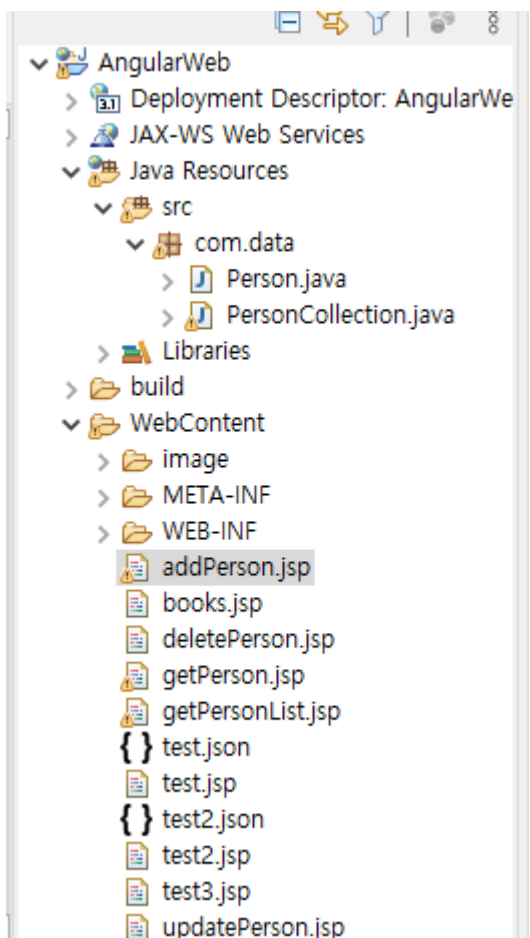 AngularWeb
3.1 Deployment Descriptor: AngularWe
JAX-WS Web Services
Java Resources
src
com.data
J Person.java
J PersonCollection.java
Libraries
build
WebContent
image
META-INF
WEB-INF
addPerson.jsp
books.jsp
deletePerson.jsp
getPerson.jsp
getPersonList.jsp
{ } test.json
test.jsp
{ } test2.json
test2.jsp
test3.jsp
updatePerson.jsp